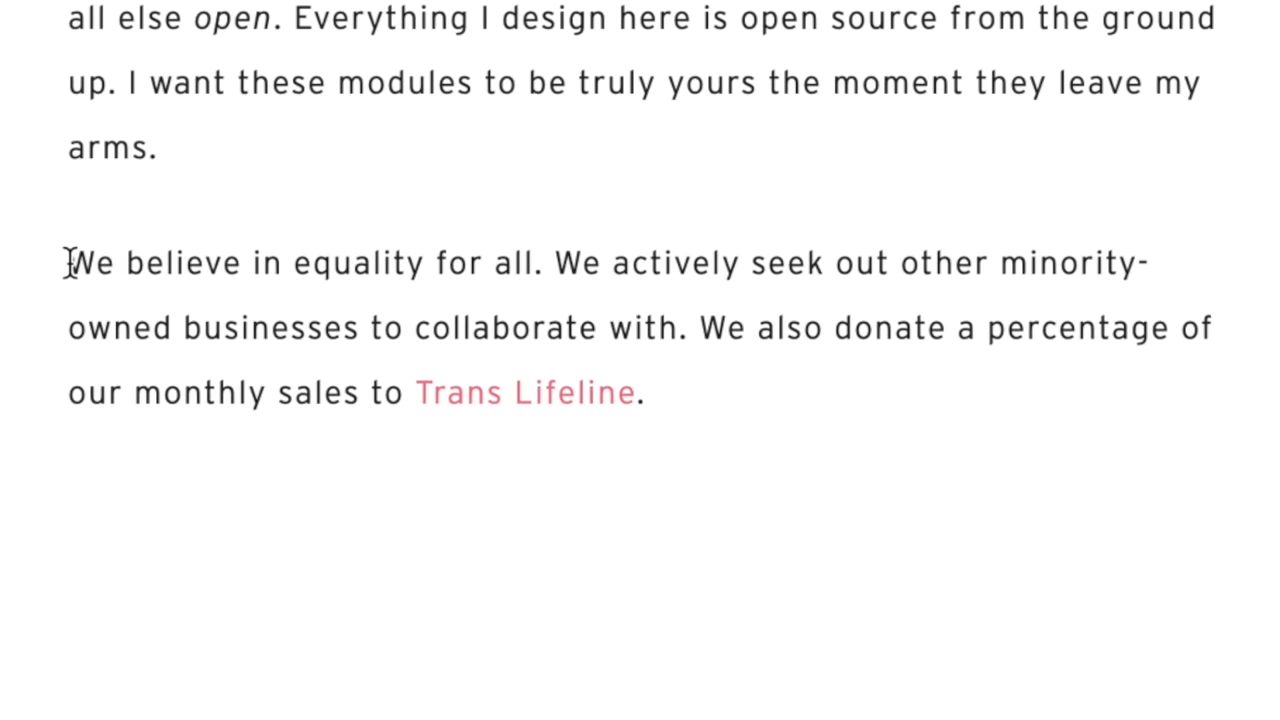 all else open. Everything I design here is open source from the ground
up. I want these modules to be truly yours the moment they leave my
arms.
We believe in equality for all. We actively seek out other minority-
owned businesses to collaborate with. We also donate a percentage of
our monthly sales to Trans Lifeline.